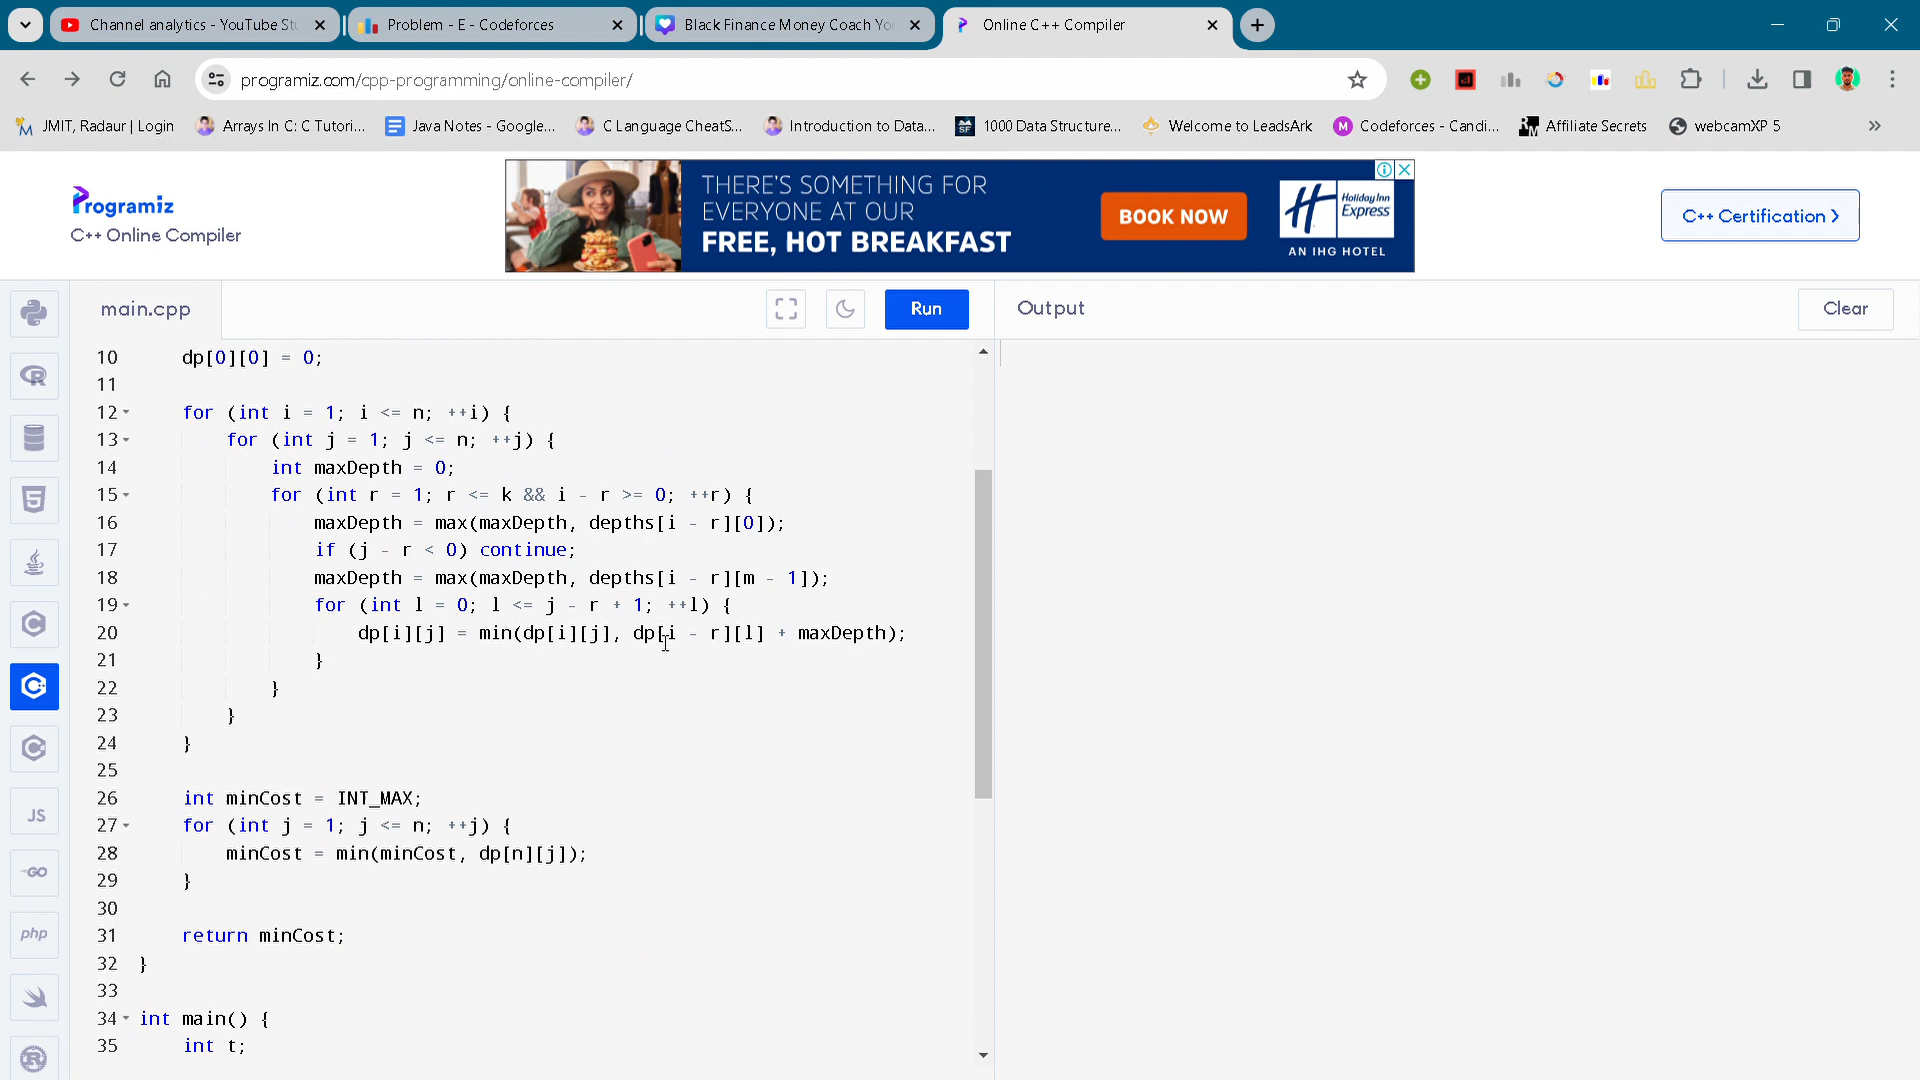 Channel analytics - YouTube Stu
Problem - E - Codeforces
Black Finance Money Coach Yo
Online C++ Compiler
programiz.com/cpp-programming/online-compiler/
JMIT, Radaur | Login
Arrays In C: C Tutori...
Java Notes - Google...
C Language CheatS...
Introduction to Data...
1000 Data Structure...
Welcome to LeadsArk
Codeforces - Candi...
Affiliate Secrets
webcamXP 5
Programiz
C++ Online Compiler
THERE'S SOMETHING FOR
EVERYONE AT OUR
FREE, HOT BREAKFAST
BOOK NOW
Holiday Inn
Express
AN IHG HOTEL
C++ Certification
main.cpp
Run
Output
Clear
10 dp[0][0] = 0;
11
12 for (int i = 1; i <= n; ++i) {
13 for (int j = 1; j <= n; ++j) {
14 int maxDepth = 0;
15 for (int r = 1; r <= k && i - r >= 0; ++r) {
16 maxDepth = max(maxDepth, depths[i - r][0]);
17 if (j - r < 0) continue;
18 maxDepth = max(maxDepth, depths[i - r][m - 1]);
19 for (int l = 0; l <= j - r + 1; ++l) {
20 dp[i][j] = min(dp[i][j], dp[i - r][l] + maxDepth);
21 }
22 }
23 }
24 }
25
26 int minCost = INT_MAX;
27 for (int j = 1; j <= n; ++j) {
28 minCost = min(minCost, dp[n][j]);
29 }
30
31 return minCost;
32 }
33
34 int main() {
35 int t;
JS
GO
php